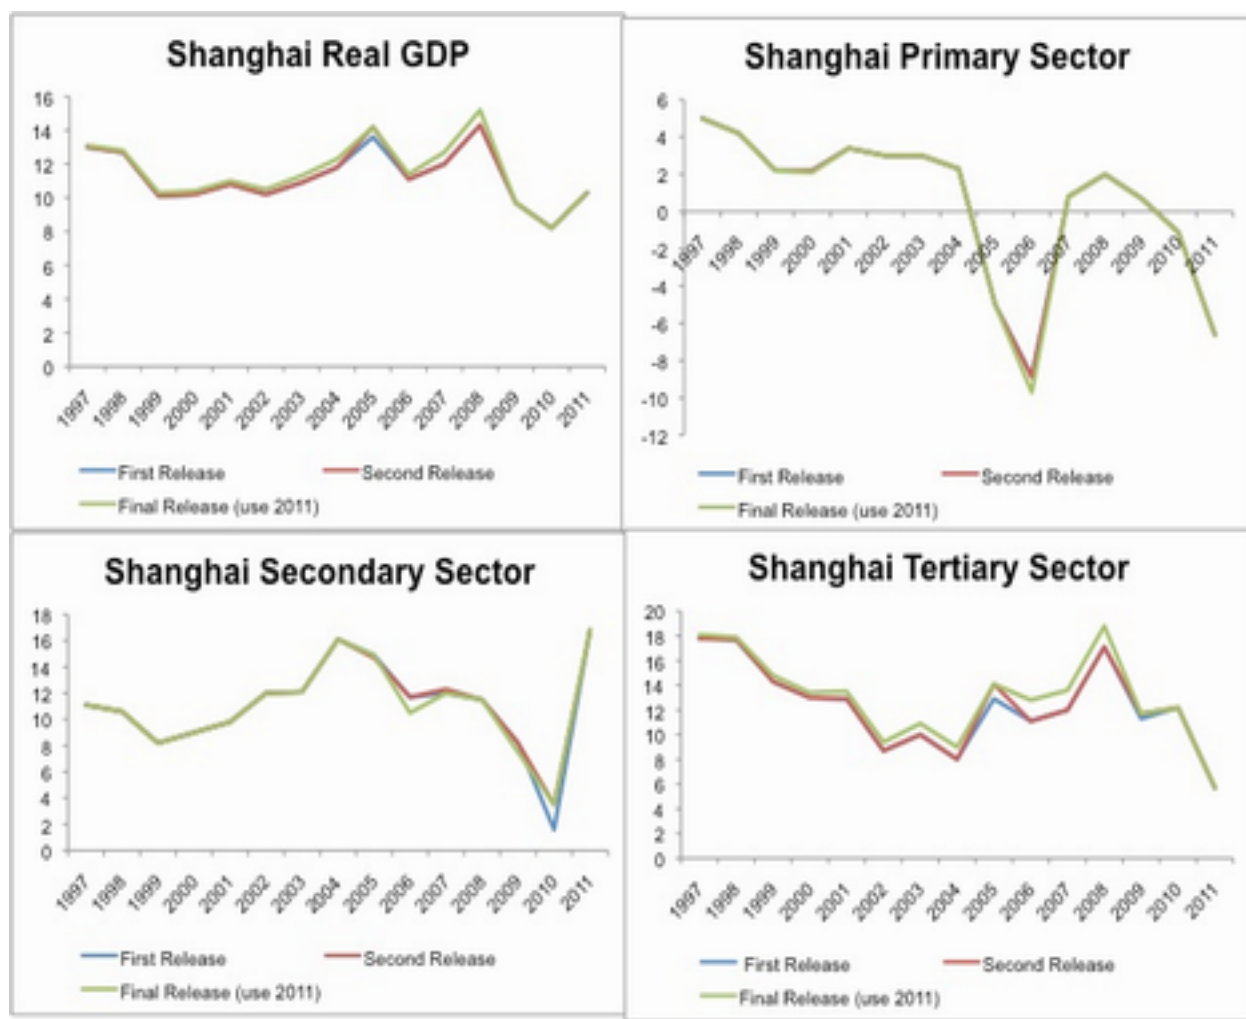 Shanghai Real GDP
16
14
12
10
8
6
4
2
0
1997 1998 1999 2000 2001 2002 2003 2004 2005 2006 2007 2008 2009 2010 2011
First Release Second Release
Final Release (use 2011)
Shanghai Primary Sector
6
4
2
0
-2
-4
-6
-8
-10
-12
1997 1998 1999 2000 2001 2002 2003 2004 2005 2006 2007 2008 2009 2010 2011
First Release Second Release
Final Release (use 2011)
Shanghai Secondary Sector
18
16
14
12
10
8
6
4
2
0
1997 1998 1999 2000 2001 2002 2003 2004 2005 2006 2007 2008 2009 2010 2011
First Release Second Release
Final Release (use 2011)
Shanghai Tertiary Sector
20
18
16
14
12
10
8
6
4
2
0
1997 1998 1999 2000 2001 2002 2003 2004 2005 2006 2007 2008 2009 2010 2011
First Release Second Release
Final Release (use 2011)